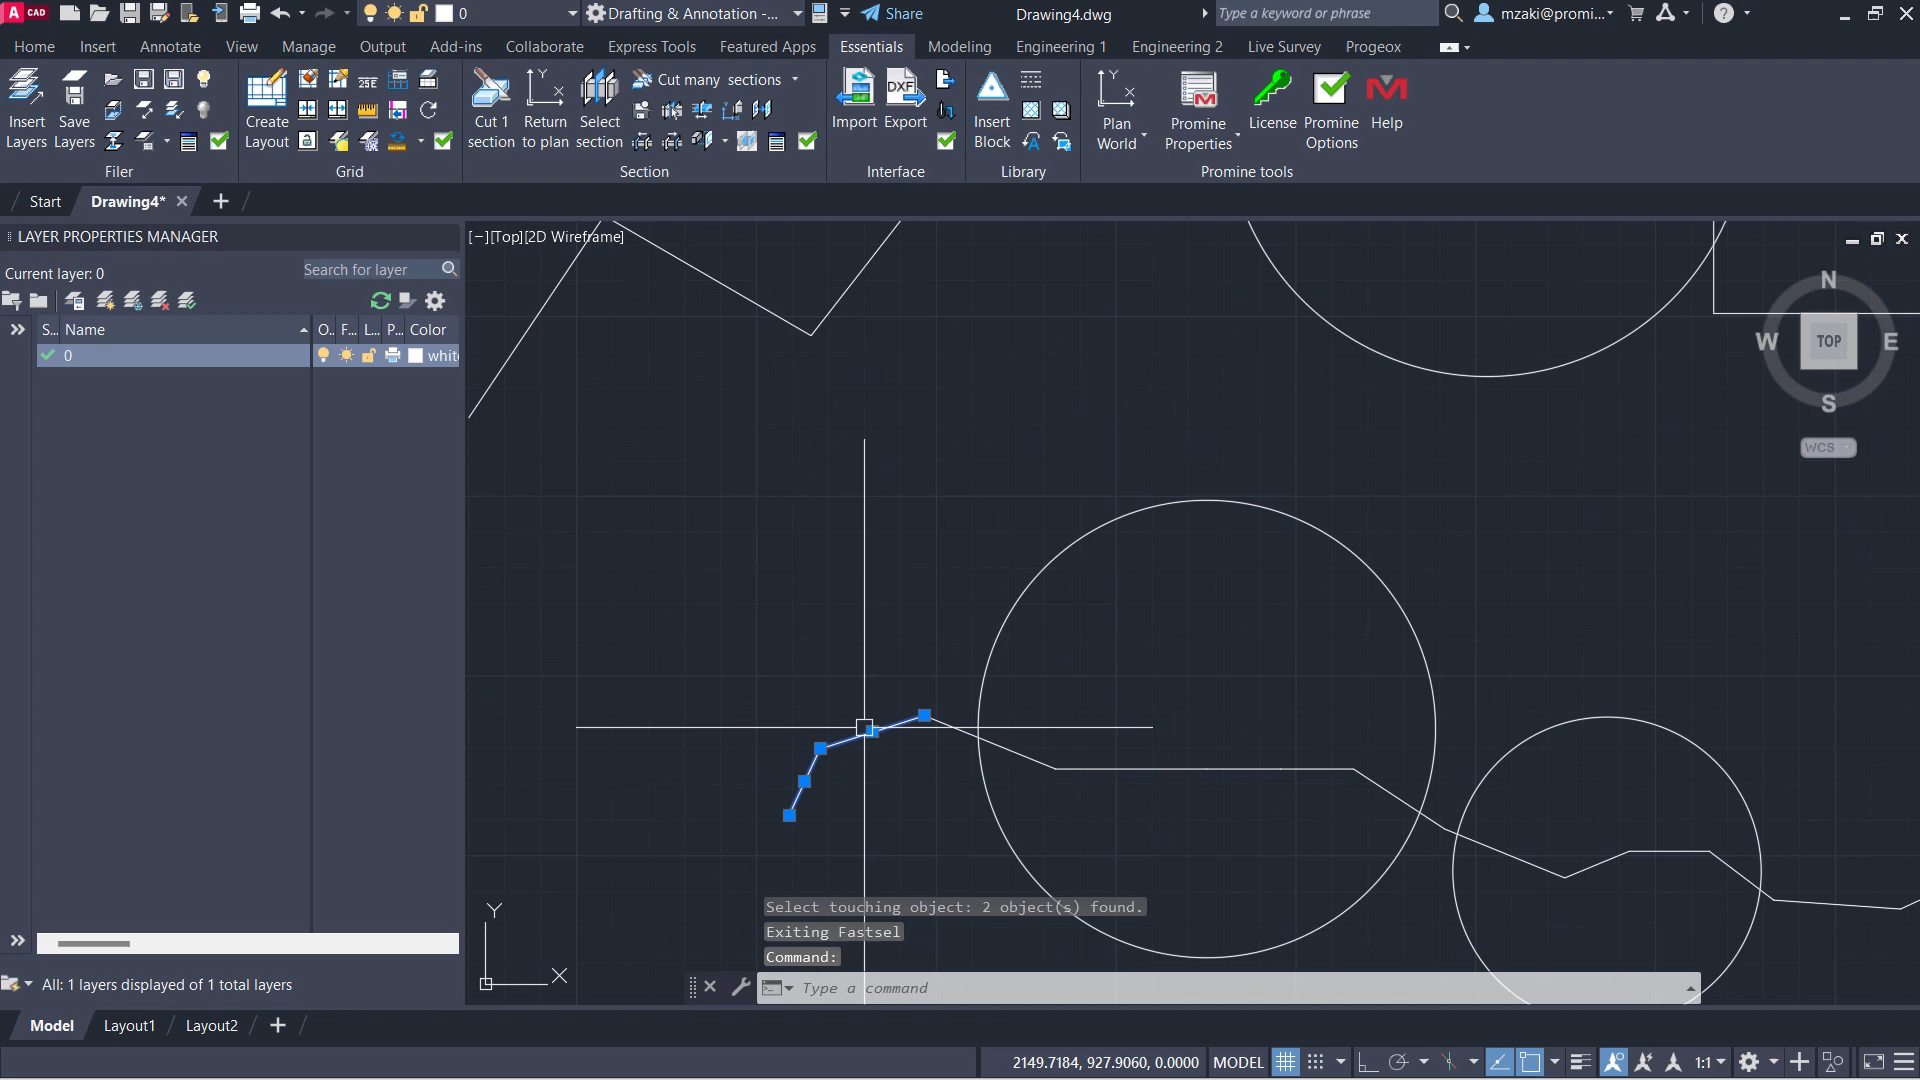 CAD
0
Drafting & Annotation -...
Share
Drawing4.dwg
Type a keyword or phrase
mzaki@promi...
Home
Insert
Annotate
View
Manage
Output
Add-ins
Collaborate
Express Tools
Featured Apps
Essentials
Modeling
Engineering 1
Engineering 2
Live Survey
Progeox
Insert
Layers
Save
Layers
Filer
Create
Layout
25E
Grid
Cut 1
section
Return
to plan
Select
section
Cut many sections
Section
Import
DXF
Export
Interface
Insert
Block
Library
Plan
World
Promine
Properties
License
Promine
Options
Help
Promine tools
Start
Drawing4*
LAYER PROPERTIES MANAGER
Current layer: 0
Search for layer
S...
Name
O.
F...
L...
P...
Color
0
whit
All: 1 layers displayed of 1 total layers
[−][Top][2D Wireframe]
N
W
TOP
E
S
WCS
Y
X
Select touching object: 2 object(s) found.
Exiting Fastsel
Command:
Type a command
Model
Layout1
Layout2
2149.7184, 927.9060, 0.0000
MODEL
1:1